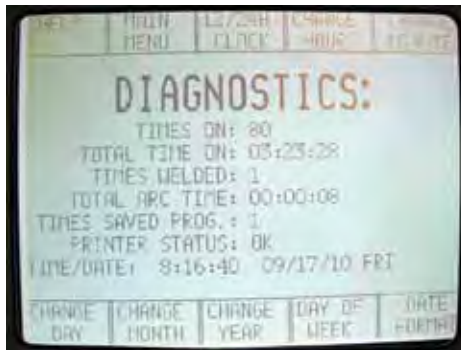 HELP MAIN MENU 12/24H CLOCK CHANGE HOUR CHANGE MINUTE
DIAGNOSTICS:
TIMES ON: 80
TOTAL TIME ON: 03:23:28
TIMES WELDED: 1
TOTAL ARC TIME: 00:00:08
TIMES SAVED PROG.: 1
PRINTER STATUS: OK
TIME/DATE: 8:16:40 09/17/10 FRI
CHANGE DAY CHANGE MONTH CHANGE YEAR DAY OF WEEK DATE FORMAT